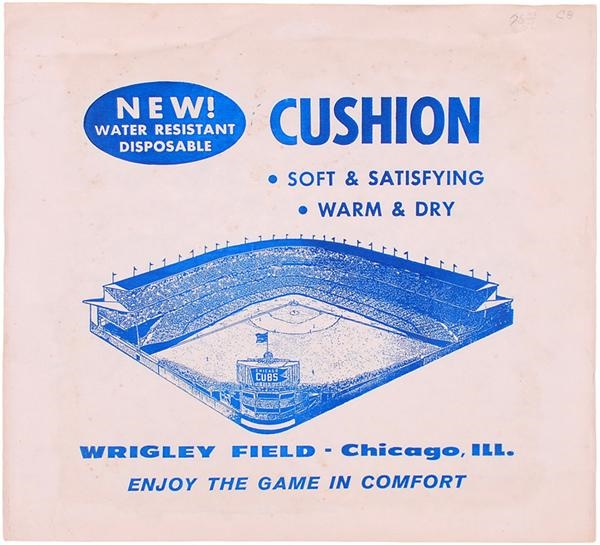 NEW!
WATER RESISTANT
DISPOSABLE
CUSHION
• SOFT & SATISFYING
• WARM & DRY
CHICAGO
CUBS
WRIGLEY FIELD - Chicago, ILL.
ENJOY THE GAME IN COMFORT